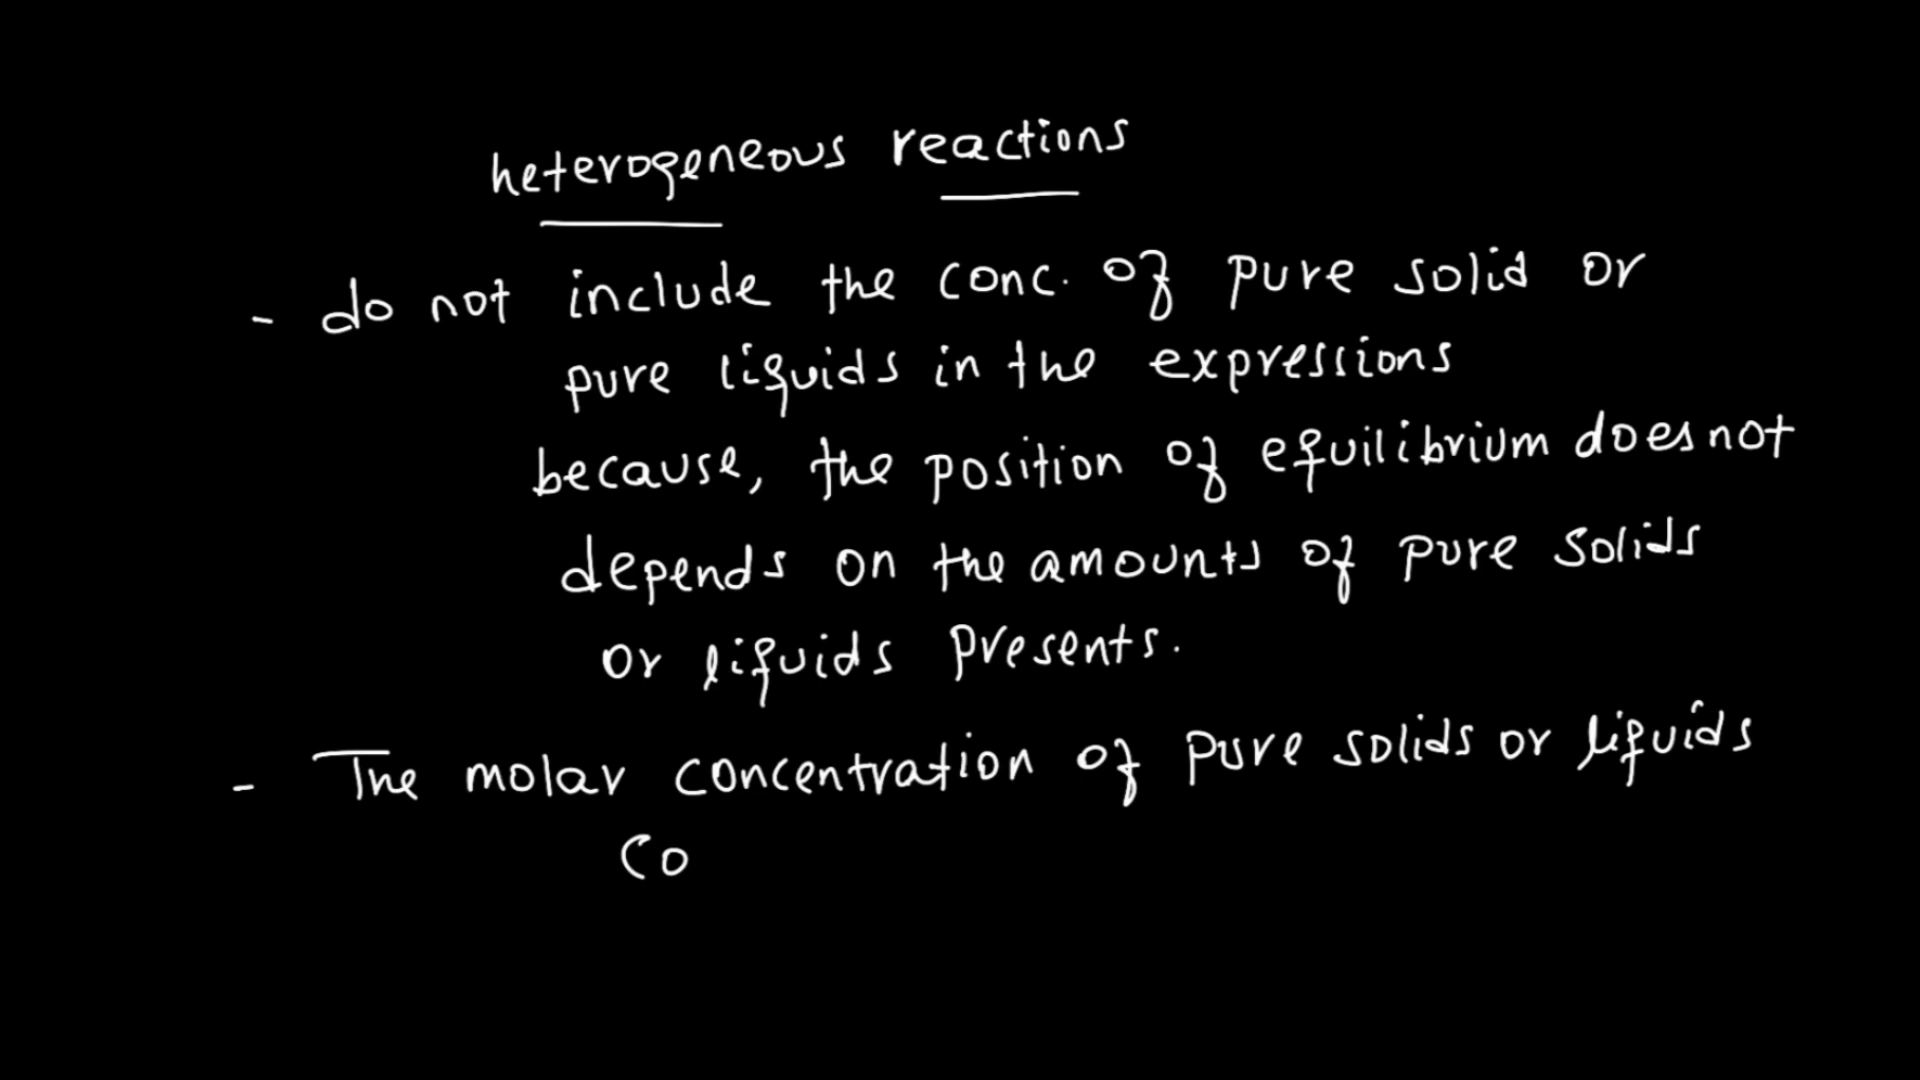 heterogeneous reactions
- do not include the conc. of pure solid or
pure liquids in the expressions
because, the position of equilibrium does not
depends on the amounts of pure solids
or liquids presents.
- The molar concentration of pure solids or liquids
co